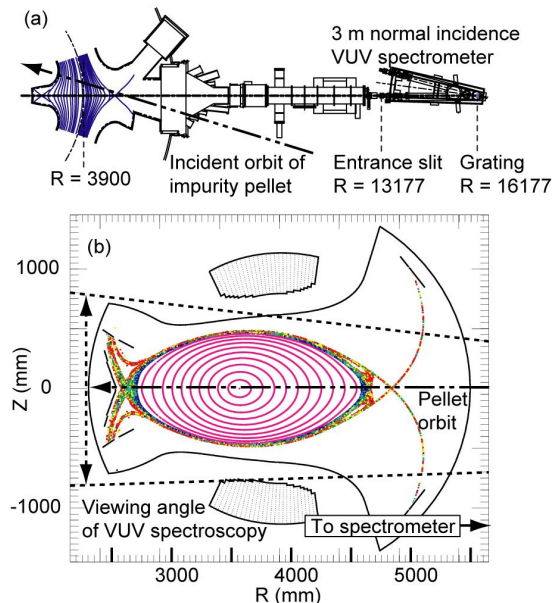 (a)
3 m normal incidence
VUV spectrometer
Incident orbit of
impurity pellet
R = 3900
Entrance slit
R = 13177
Grating
R = 16177
(b)
1000
0
-1000
Z (mm)
Pellet
orbit
Viewing angle
of VUV spectroscopy
To spectrometer
3000
4000
5000
R (mm)